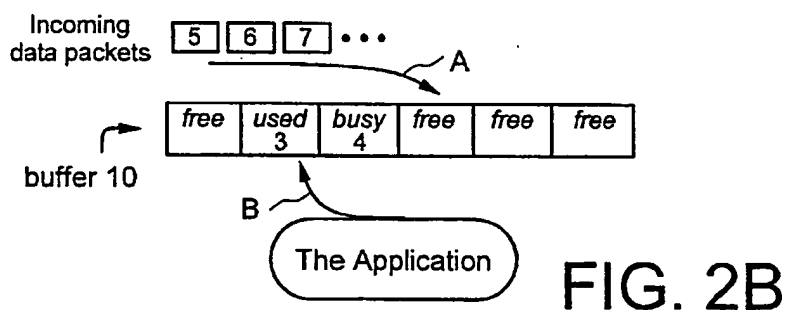 Incoming
data packets
5 6 7 • • •
A
free used busy free free free
3 4
buffer 10
B
The Application
FIG. 2B